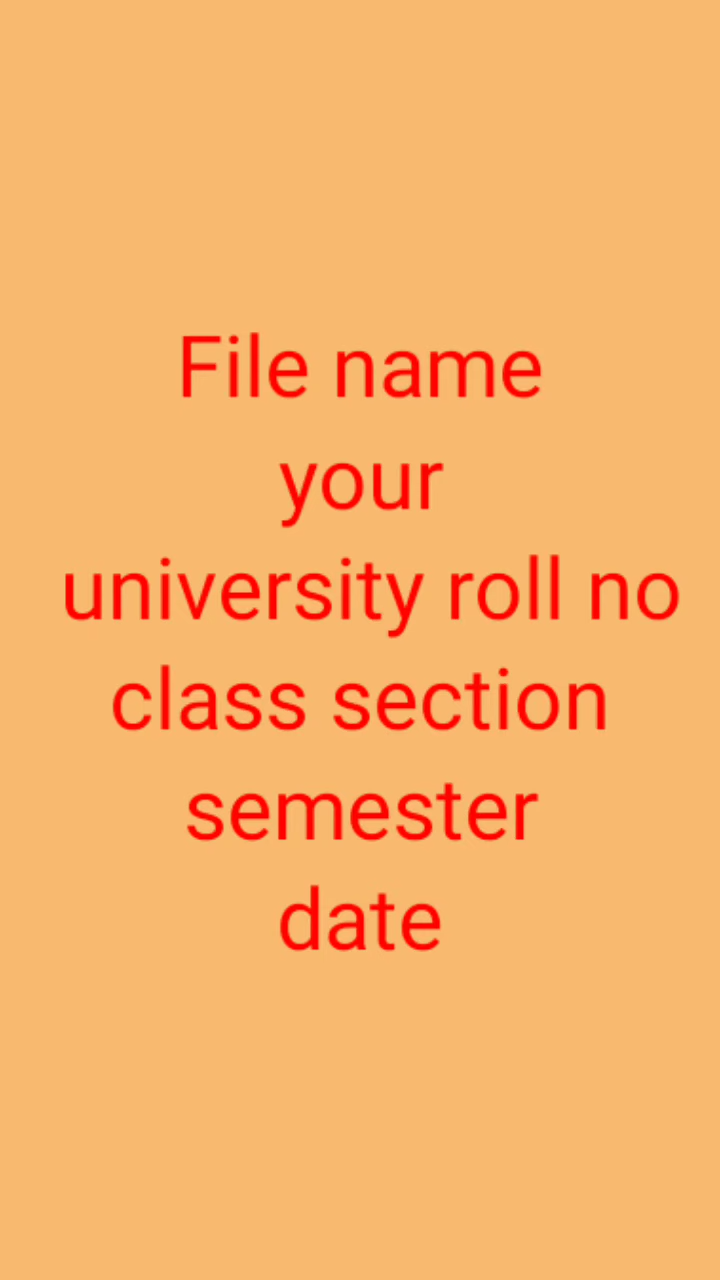 File name
your
university roll no
class section
semester
date